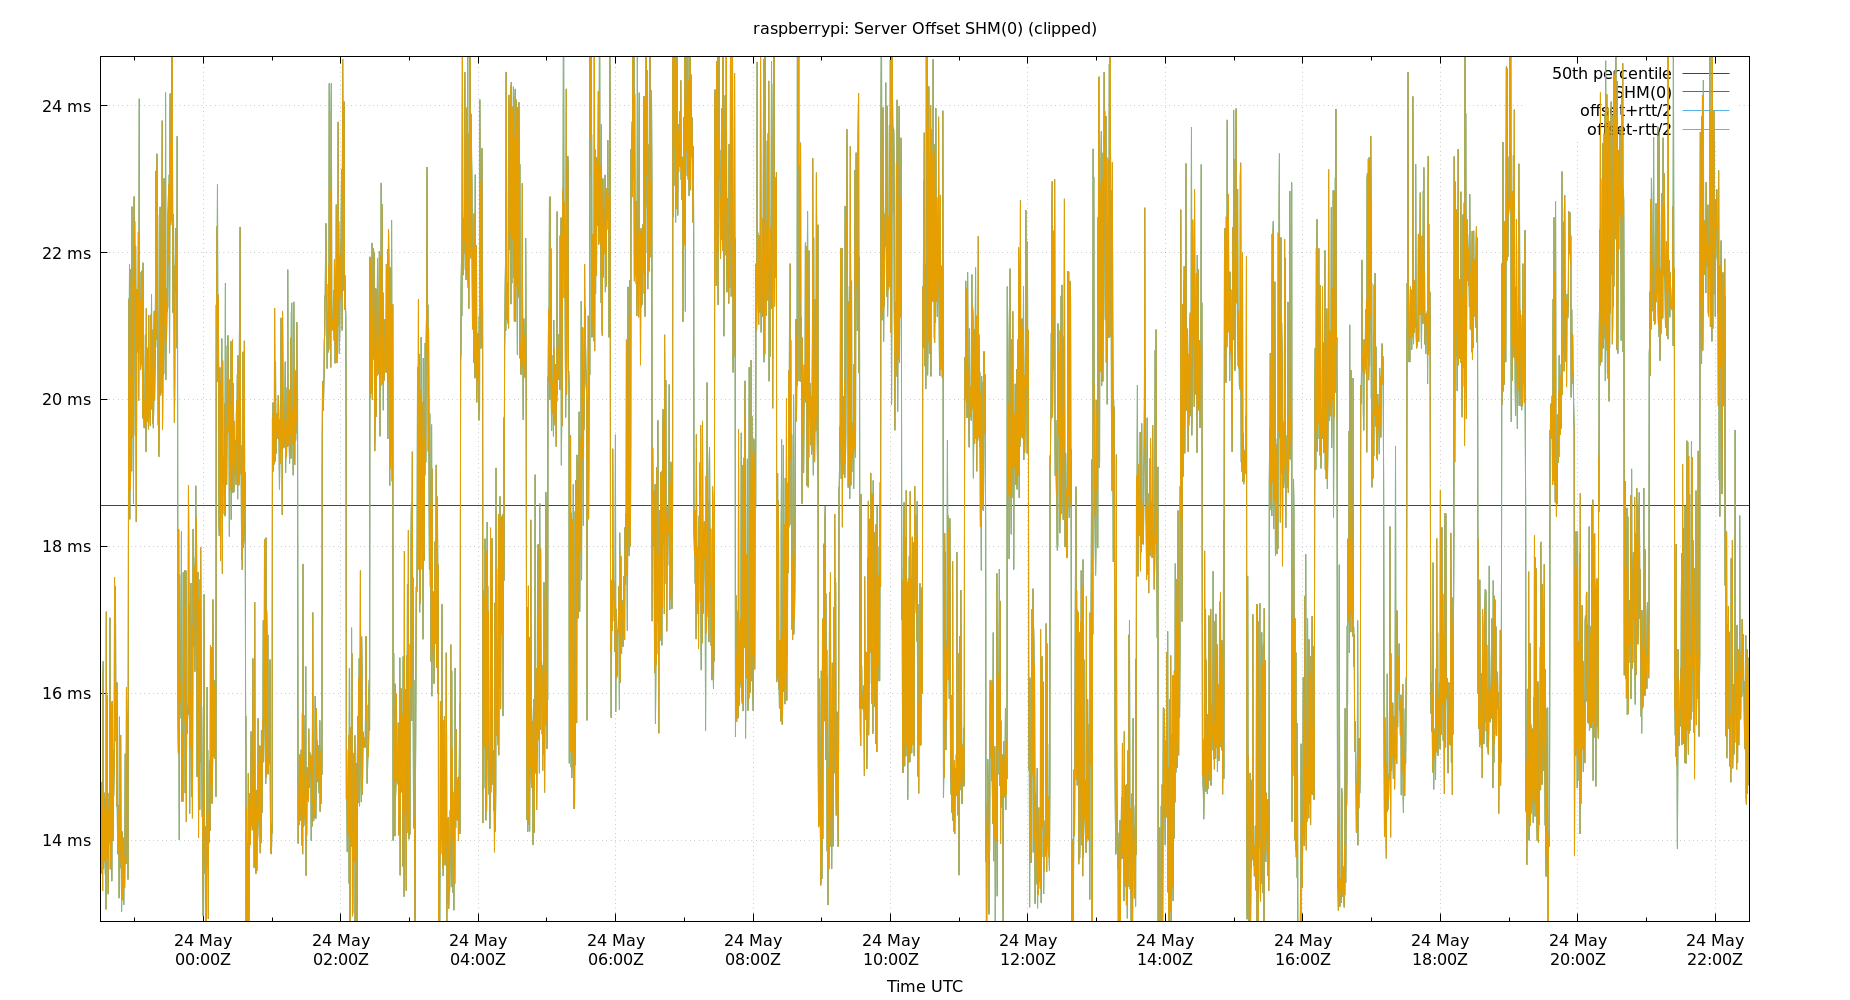 raspberrypi: Server Offset SHM(0) (clipped)
50th percentile
SHM(0)
offset+rtt/2
offset-rtt/2
24 ms
22 ms
20 ms
18 ms
16 ms
14 ms
24 May 24 May 24 May 24 May 24 May 24 May 24 May 24 May 24 May 24 May 24 May 24 May
00:00Z 02:00Z 04:00Z 06:00Z 08:00Z 10:00Z 12:00Z 14:00Z 16:00Z 18:00Z 20:00Z 22:00Z
Time UTC